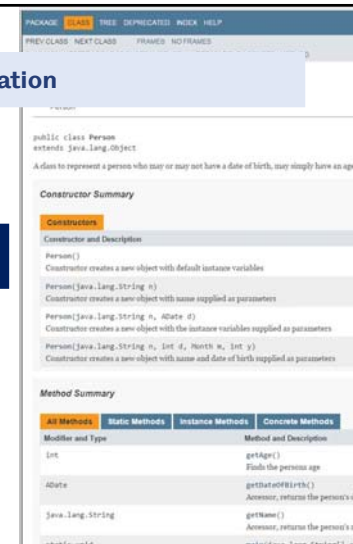 PACKAGE CLASS TREE DEPRECATED INDEX HELP
PREV CLASS NEXT CLASS FRAMES NO FRAMES
ation
Person
public class Person
extends java.lang.Object
A class to represent a person who may or may not have a date of birth, may simply have an age
Constructor Summary
Constructors
Constructor and Description
Person()
Constructor creates a new object with default instance variables
Person(java.lang.String n)
Constructor creates a new object with name supplied as parameters
Person(java.lang.String n, ADate d)
Constructor creates a new object with the instance variables supplied as parameters
Person(java.lang.String n, int d, Month m, int y)
Constructor creates a new object with name and date of birth supplied as parameters
Method Summary
All Methods Static Methods Instance Methods Concrete Methods
Modifier and Type Method and Description
int getAge()
Finds the persons age
ADate getDateOfBirth()
Accessor, returns the person's
java.lang.String getName()
Accessor, returns the person's
static void main(java.lang.String[]